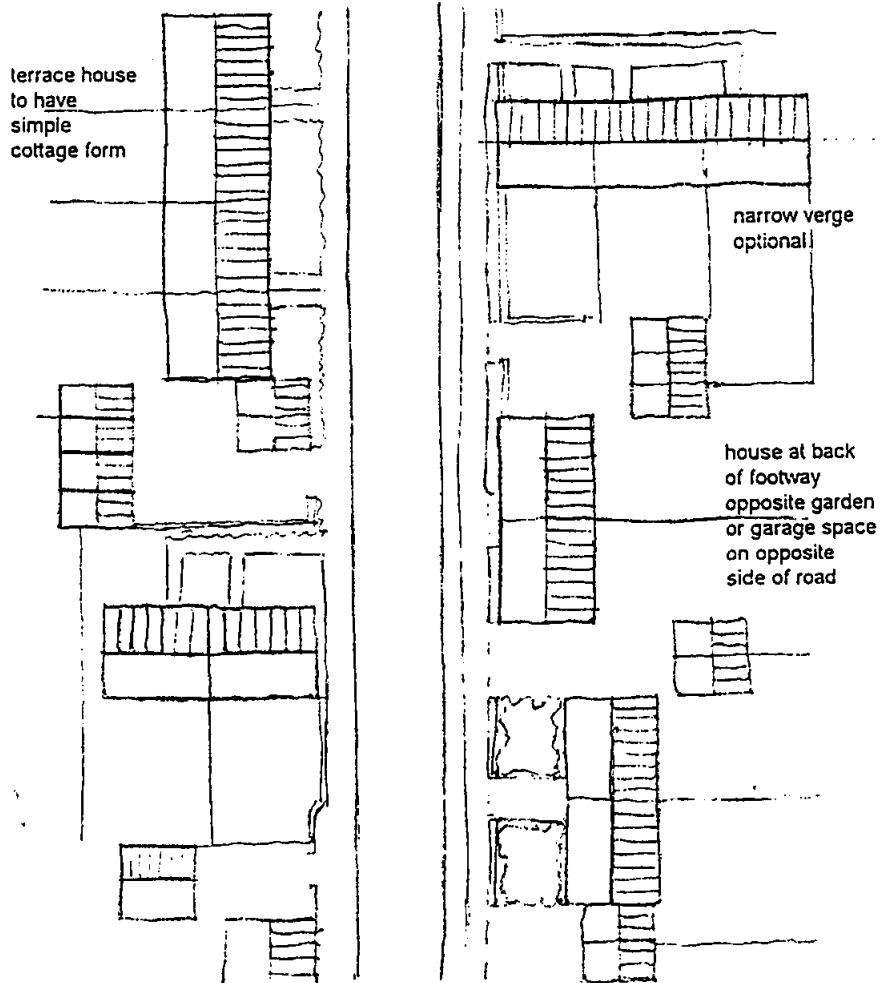 terrace house
to have
simple
cottage form
narrow verge
optional
house at back
of footway
opposite garden
or garage space
on opposite
side of road